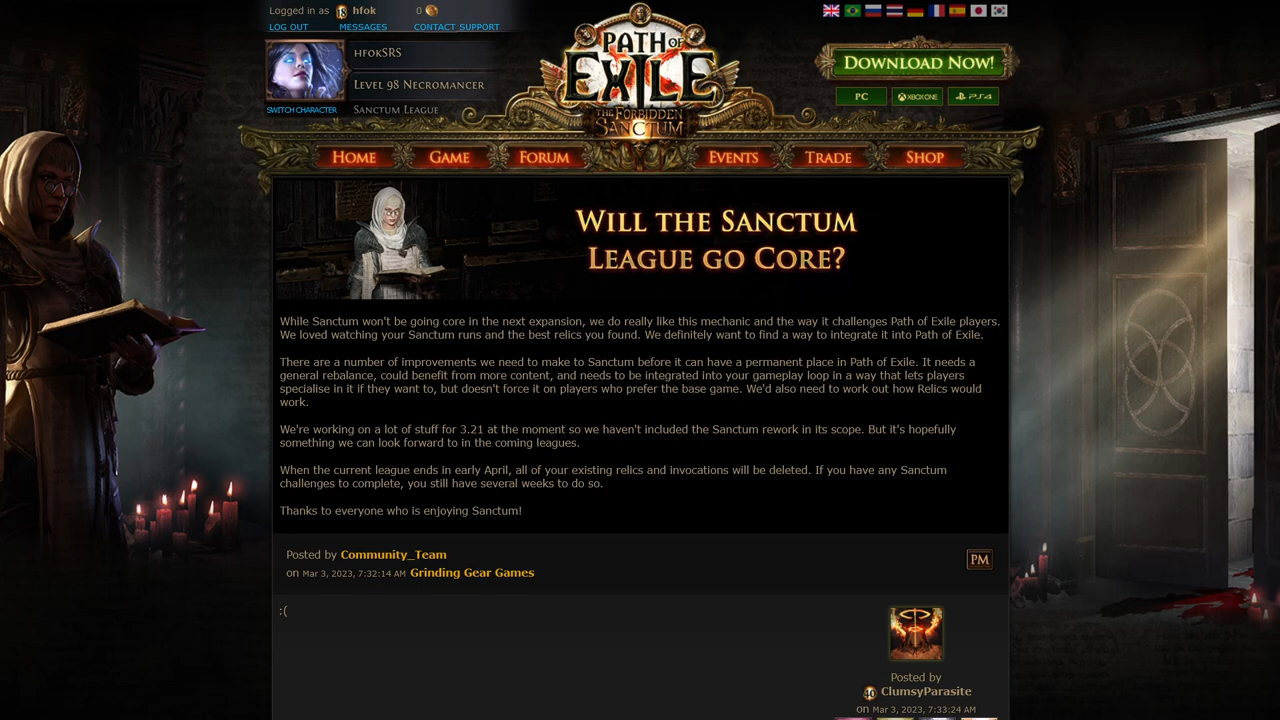 Logged in as 18 hfok 0
LOG OUT MESSAGES CONTACT SUPPORT
hfokSRS
Level 98 Necromancer
SWITCH CHARACTER
Sanctum League
PATH OF
EXILE
THE FORBIDDEN
SANCTUM
Download Now!
PC XBOX ONE PS4
Home Game Forum Events Trade Shop
Will the Sanctum
League go Core?
While Sanctum won't be going core in the next expansion, we do really like this mechanic and the way it challenges Path of Exile players.
We loved watching your Sanctum runs and the best relics you found. We definitely want to find a way to integrate it into Path of Exile.
There are a number of improvements we need to make to Sanctum before it can have a permanent place in Path of Exile. It needs a
general rebalance, could benefit from more content, and needs to be integrated into your gameplay loop in a way that lets players
specialise in it if they want to, but doesn't force it on players who prefer the base game. We'd also need to work out how Relics would
work.
We're working on a lot of stuff for 3.21 at the moment so we haven't included the Sanctum rework in its scope. But it's hopefully
something we can look forward to in the coming leagues.
When the current league ends in early April, all of your existing relics and invocations will be deleted. If you have any Sanctum
challenges to complete, you still have several weeks to do so.
Thanks to everyone who is enjoying Sanctum!
Posted by Community_Team
on Mar 3, 2023, 7:32:14 AM Grinding Gear Games
PM
:(
Posted by
40 ClumsyParasite
on Mar 3, 2023, 7:33:24 AM